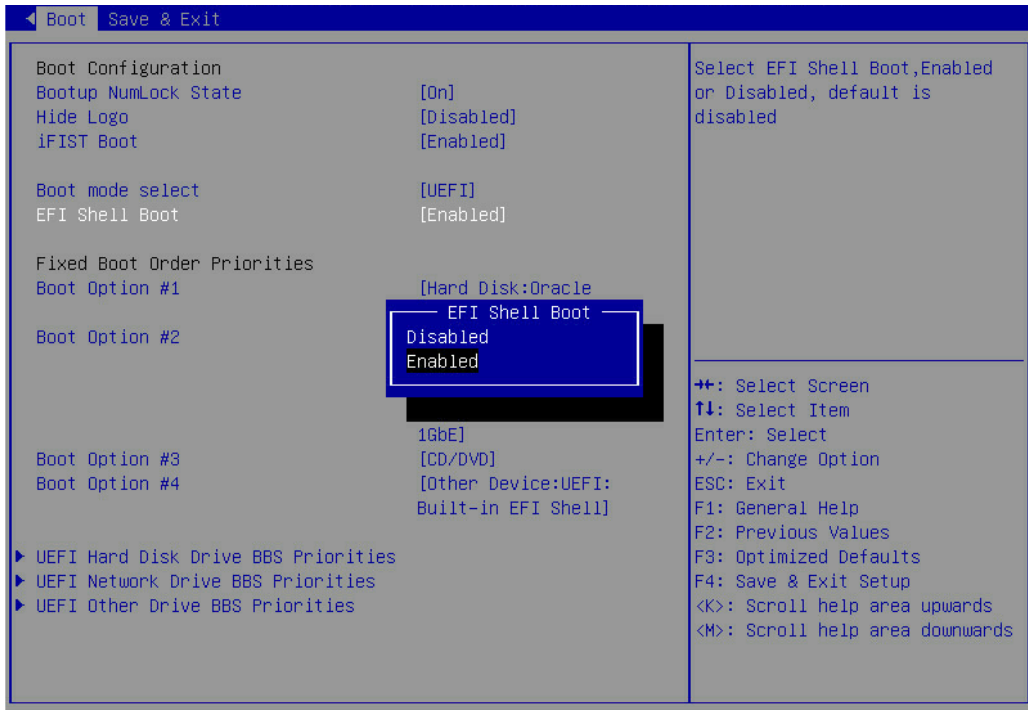 Boot Save & Exit
Boot Configuration
Bootup NumLock State [On]
Hide Logo [Disabled]
iFIST Boot [Enabled]
Boot mode select [UEFI]
EFI Shell Boot [Enabled]
Fixed Boot Order Priorities
Boot Option #1 [Hard Disk:Oracle
Boot Option #2
EFI Shell Boot
Disabled
Enabled
1GbE]
Boot Option #3 [CD/DVD]
Boot Option #4 [Other Device:UEFI:
Built-in EFI Shell]
UEFI Hard Disk Drive BBS Priorities
UEFI Network Drive BBS Priorities
UEFI Other Drive BBS Priorities
Select EFI Shell Boot,Enabled
or Disabled, default is
disabled
→←: Select Screen
↑↓: Select Item
Enter: Select
+/-: Change Option
ESC: Exit
F1: General Help
F2: Previous Values
F3: Optimized Defaults
F4: Save & Exit Setup
<K>: Scroll help area upwards
<M>: Scroll help area downwards